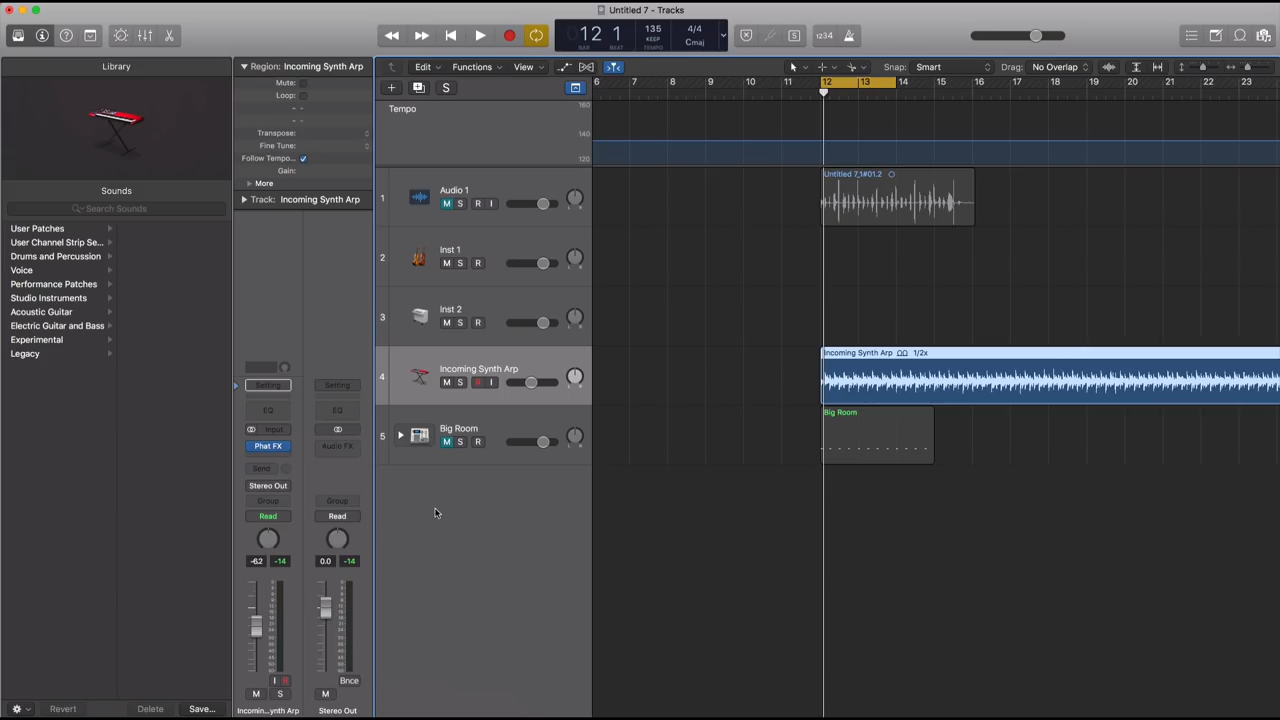 Untitled 7 - Tracks
12 1
BAR BEAT
135
KEEP
TEMPO
4/4
Cmaj
1234
S
Library
Region: Incoming Synth Arp
Edit
Functions
View
Snap: Smart
Drag: No Overlap
Mute:
Loop:
Transpose:
Fine Tune:
Follow Tempo...
Gain:
More
Track: Incoming Synth Arp
S
6 7 8 9 10 11 12 13 14 15 16 17 18 19 20 21 22 23
Tempo
160
140
120
Sounds
Search Sounds
User Patches
User Channel Strip Se...
Drums and Percussion
Voice
Performance Patches
Studio Instruments
Acoustic Guitar
Electric Guitar and Bass
Experimental
Legacy
1 Audio 1
M S R I
Untitled 7_1#01.2
2 Inst 1
M S R
3 Inst 2
M S R
4 Incoming Synth Arp
M S R I
Incoming Synth Arp 1/2x
5 Big Room
M S R
Big Room
Setting Setting
EQ EQ
Input
Phat FX Audio FX
Send
Stereo Out
Group Group
Read Read
-6.2 -14 0.0 -14
I R Bnce
M S M
Incomin...ynth Arp Stereo Out
Revert Delete Save...